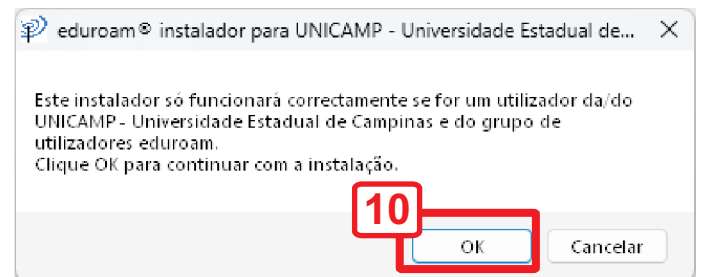 eduroam® instalador para UNICAMP - Universidade Estadual de...
Este instalador só funcionará correctamente se for um utilizador da/do
UNICAMP - Universidade Estadual de Campinas e do grupo de
utilizadores eduroam.
Clique OK para continuar com a instalação.
10
OK
Cancelar